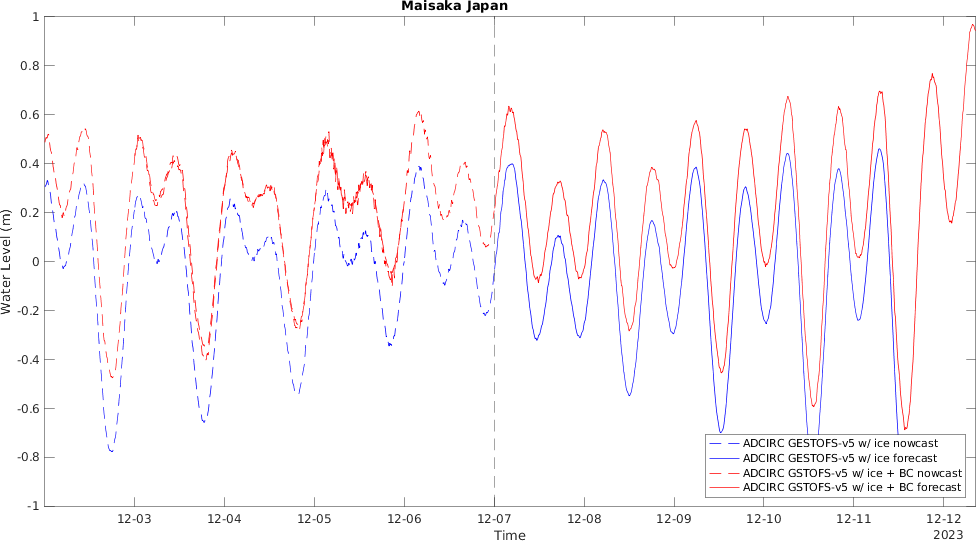 Maisaka Japan
1
0.8
0.6
0.4
0.2
0
-0.2
-0.4
-0.6
-0.8
-1
Water Level (m)
ADCIRC GESTOFS-v5 w/ ice nowcast
ADCIRC GESTOFS-v5 w/ ice forecast
ADCIRC GSTOFS-v5 w/ ice + BC nowcast
ADCIRC GSTOFS-v5 w/ ice + BC forecast
12-03 12-04 12-05 12-06 12-07 12-08 12-09 12-10 12-11 12-12
Time 2023